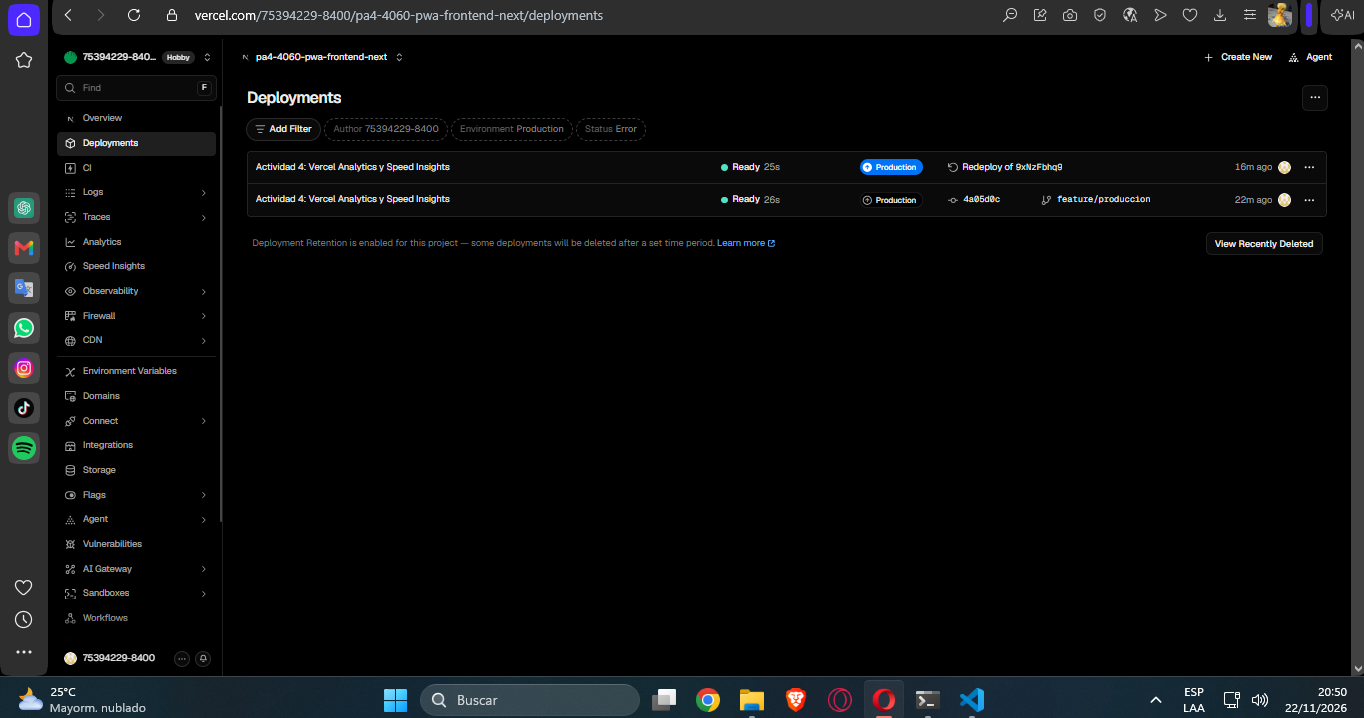 vercel.com/75394229-8400/pa4-4060-pwa-frontend-next/deployments
AI
75394229-840... Hobby
pa4-4060-pwa-frontend-next
Create New
Agent
Find F
Overview
Deployments
CI
Logs
Traces
Analytics
Speed Insights
Observability
Firewall
CDN
Environment Variables
Domains
Connect
Integrations
Storage
Flags
Agent
Vulnerabilities
AI Gateway
Sandboxes
Workflows
75394229-8400
Deployments
Add Filter
Author 75394229-8400
Environment Production
Status Error
Actividad 4: Vercel Analytics y Speed Insights Ready 25s Production Redeploy of 9xNzFbhq9 16m ago
Actividad 4: Vercel Analytics y Speed Insights Ready 26s Production 4a05d0c feature/produccion 22m ago
Deployment Retention is enabled for this project — some deployments will be deleted after a set time period. Learn more
View Recently Deleted
25°C
Mayorm. nublado
Buscar
ESP
LAA
20:50
22/11/2026